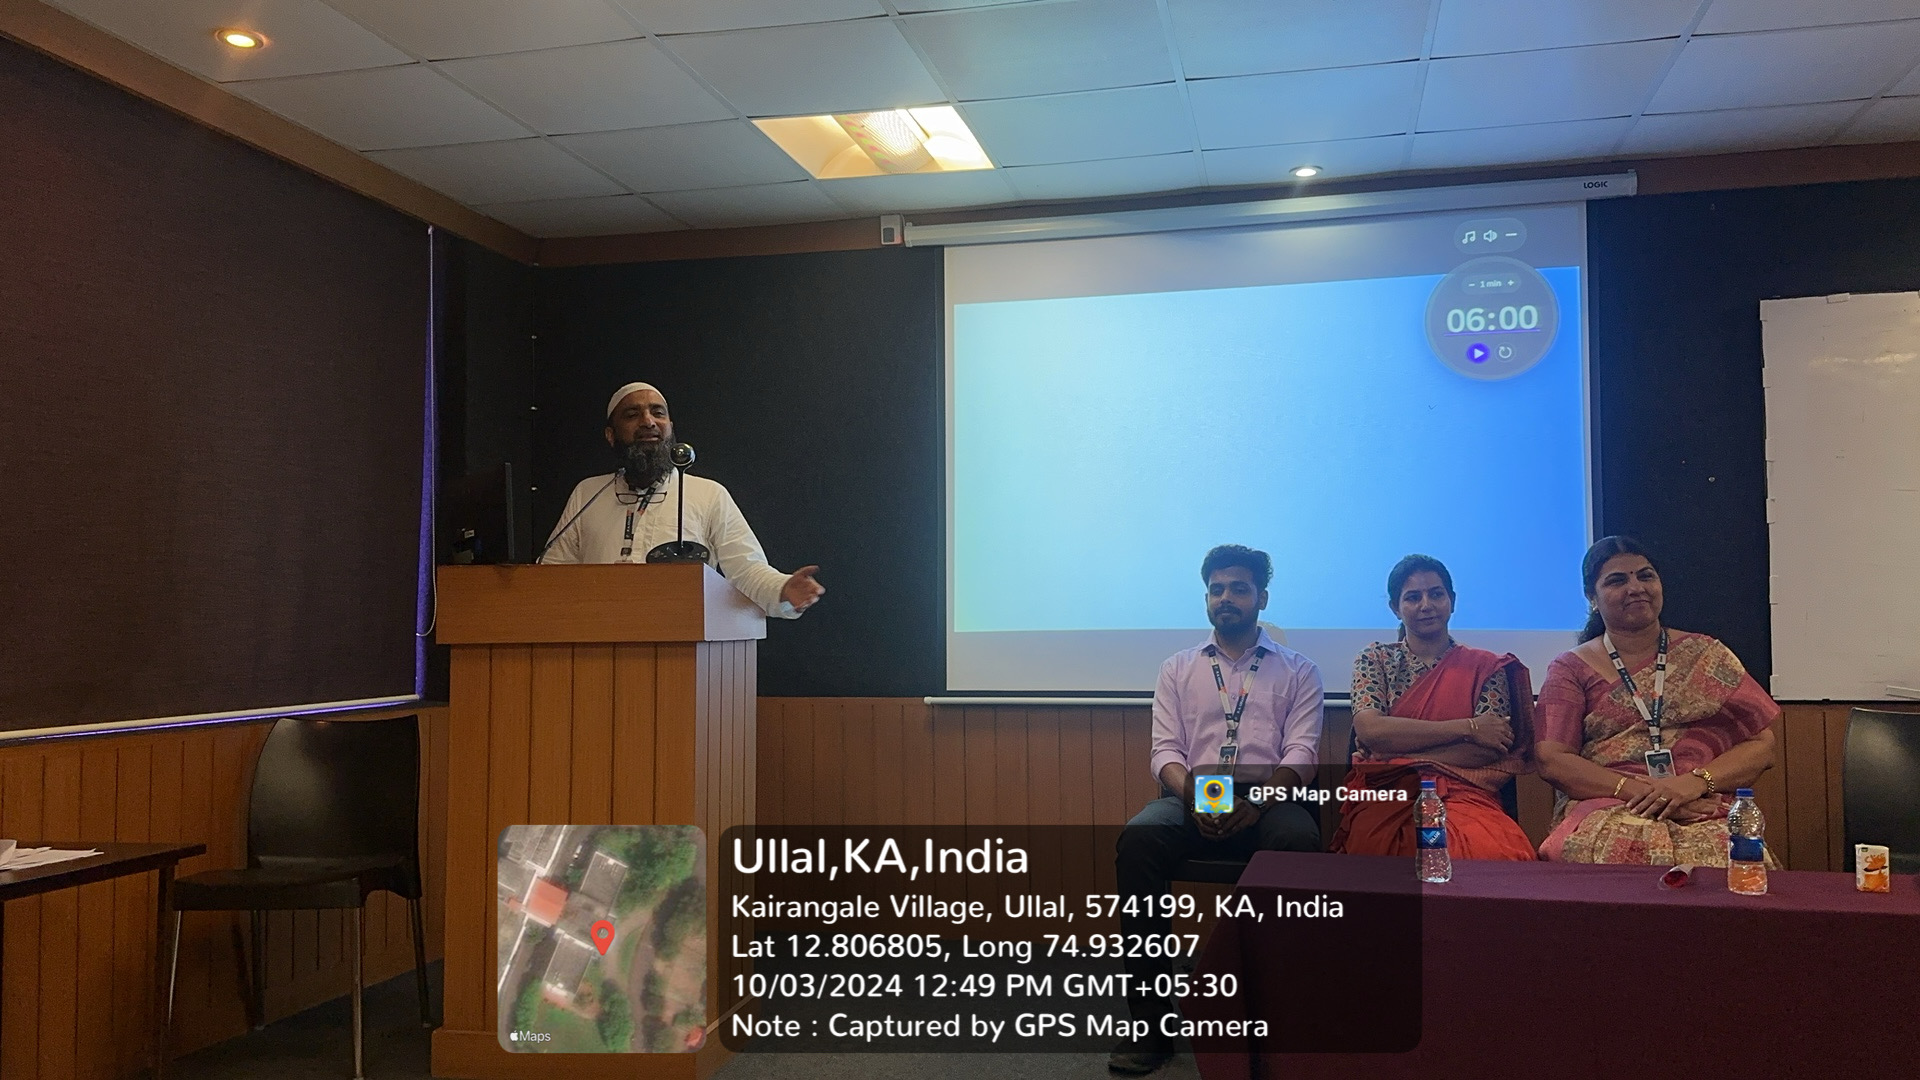 LOGIC
− 1 min +
06:00
GPS Map Camera
Ullal,KA,India
Kairangale Village, Ullal, 574199, KA, India
Lat 12.806805, Long 74.932607
10/03/2024 12:49 PM GMT+05:30
Note : Captured by GPS Map Camera
Maps